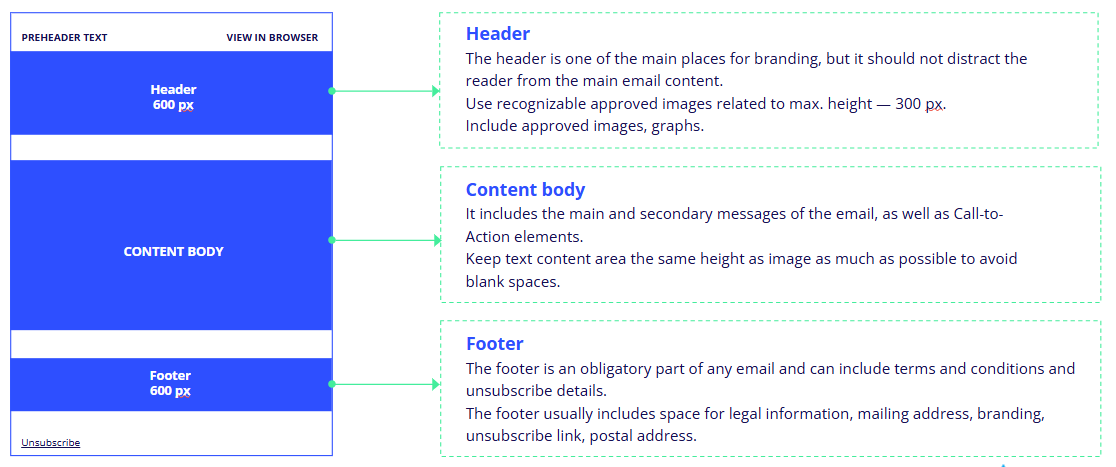 PREHEADER TEXT VIEW IN BROWSER
Header
600 px
CONTENT BODY
Footer
600 px
Unsubscribe
Header
The header is one of the main places for branding, but it should not distract the
reader from the main email content.
Use recognizable approved images related to max. height — 300 px.
Include approved images, graphs.
Content body
It includes the main and secondary messages of the email, as well as Call-to-
Action elements.
Keep text content area the same height as image as much as possible to avoid
blank spaces.
Footer
The footer is an obligatory part of any email and can include terms and conditions and
unsubscribe details.
The footer usually includes space for legal information, mailing address, branding,
unsubscribe link, postal address.